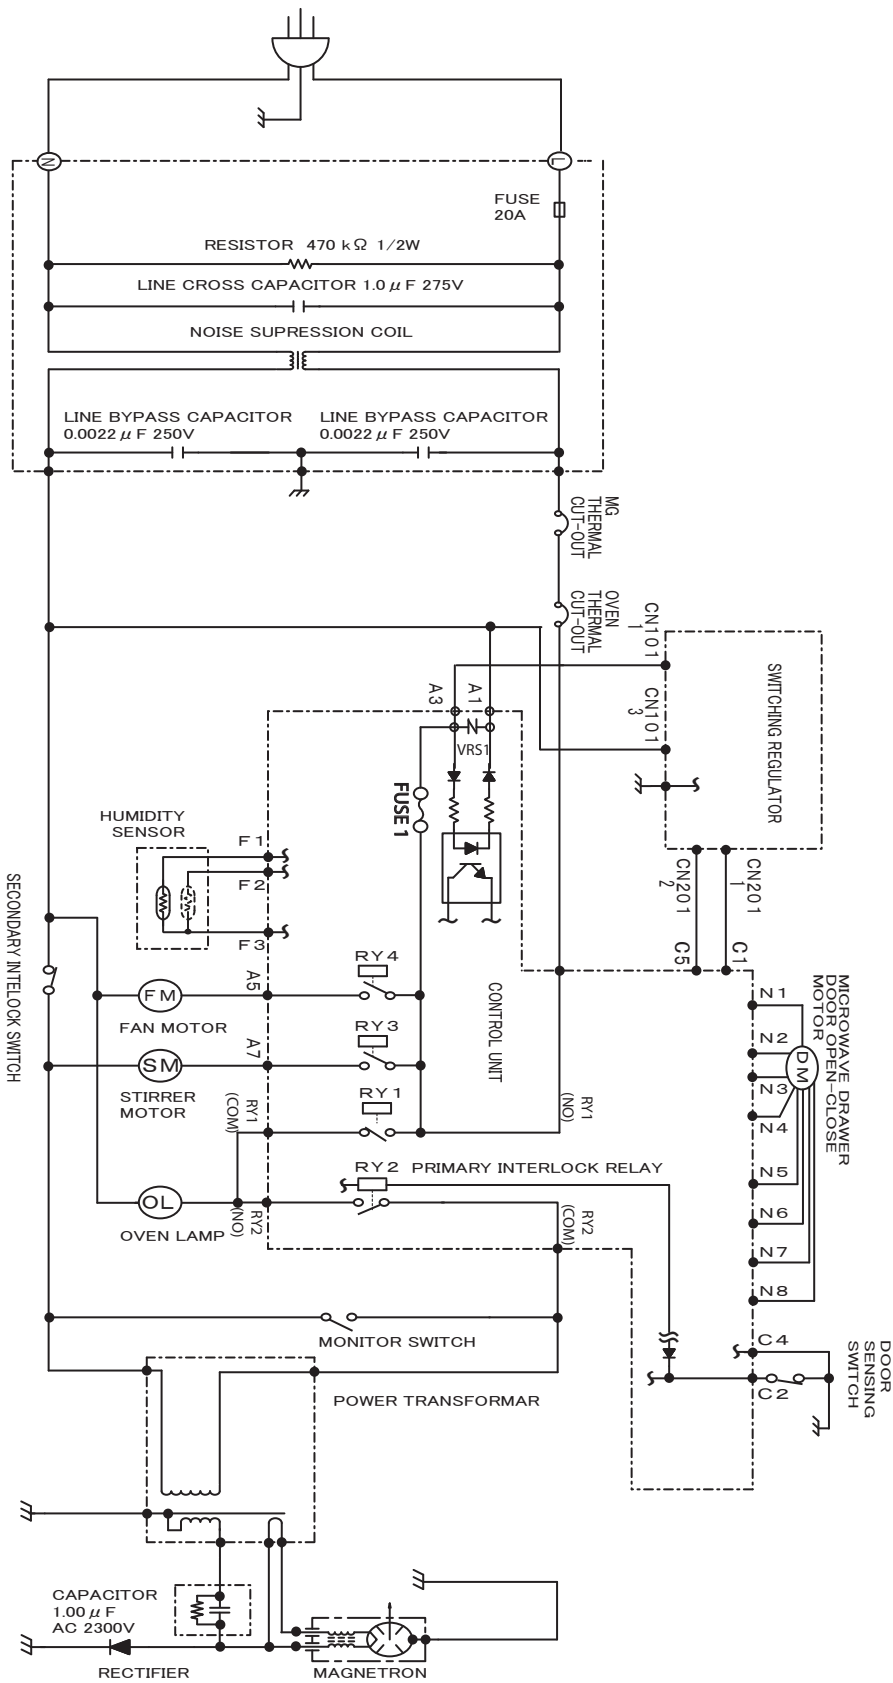 N
L
FUSE
20A
RESISTOR 470 kΩ 1/2W
LINE CROSS CAPACITOR 1.0 μF 275V
NOISE SUPRESSION COIL
LINE BYPASS CAPACITOR
0.0022 μF 250V
LINE BYPASS CAPACITOR
0.0022 μF 250V
MG
THERMAL
CUT-OUT
OVEN
THERMAL
CUT-OUT
CN101
1
CN101
3
SWITCHING REGULATOR
A3
A1
VRS1
FUSE 1
CN201
2
CN201
1
C5
C1
HUMIDITY
SENSOR
F1
F2
F3
SECONDARY INTELOCK SWITCH
CONTROL UNIT
RY4
A5
FM
FAN MOTOR
RY3
A7
SM
STIRRER
MOTOR
RY1
RY1
(COM)
RY1
(NO)
RY2 PRIMARY INTERLOCK RELAY
OL
OVEN LAMP
RY2
(NO)
RY2
(COM)
MICROWAVE DRAWER
DOOR OPEN-CLOSE
MOTOR
DM
N1
N2
N3
N4
N5
N6
N7
N8
C4
C2
DOOR
SENSING
SWITCH
MONITOR SWITCH
POWER TRANSFORMAR
CAPACITOR
1.00 μF
AC 2300V
RECTIFIER
MAGNETRON